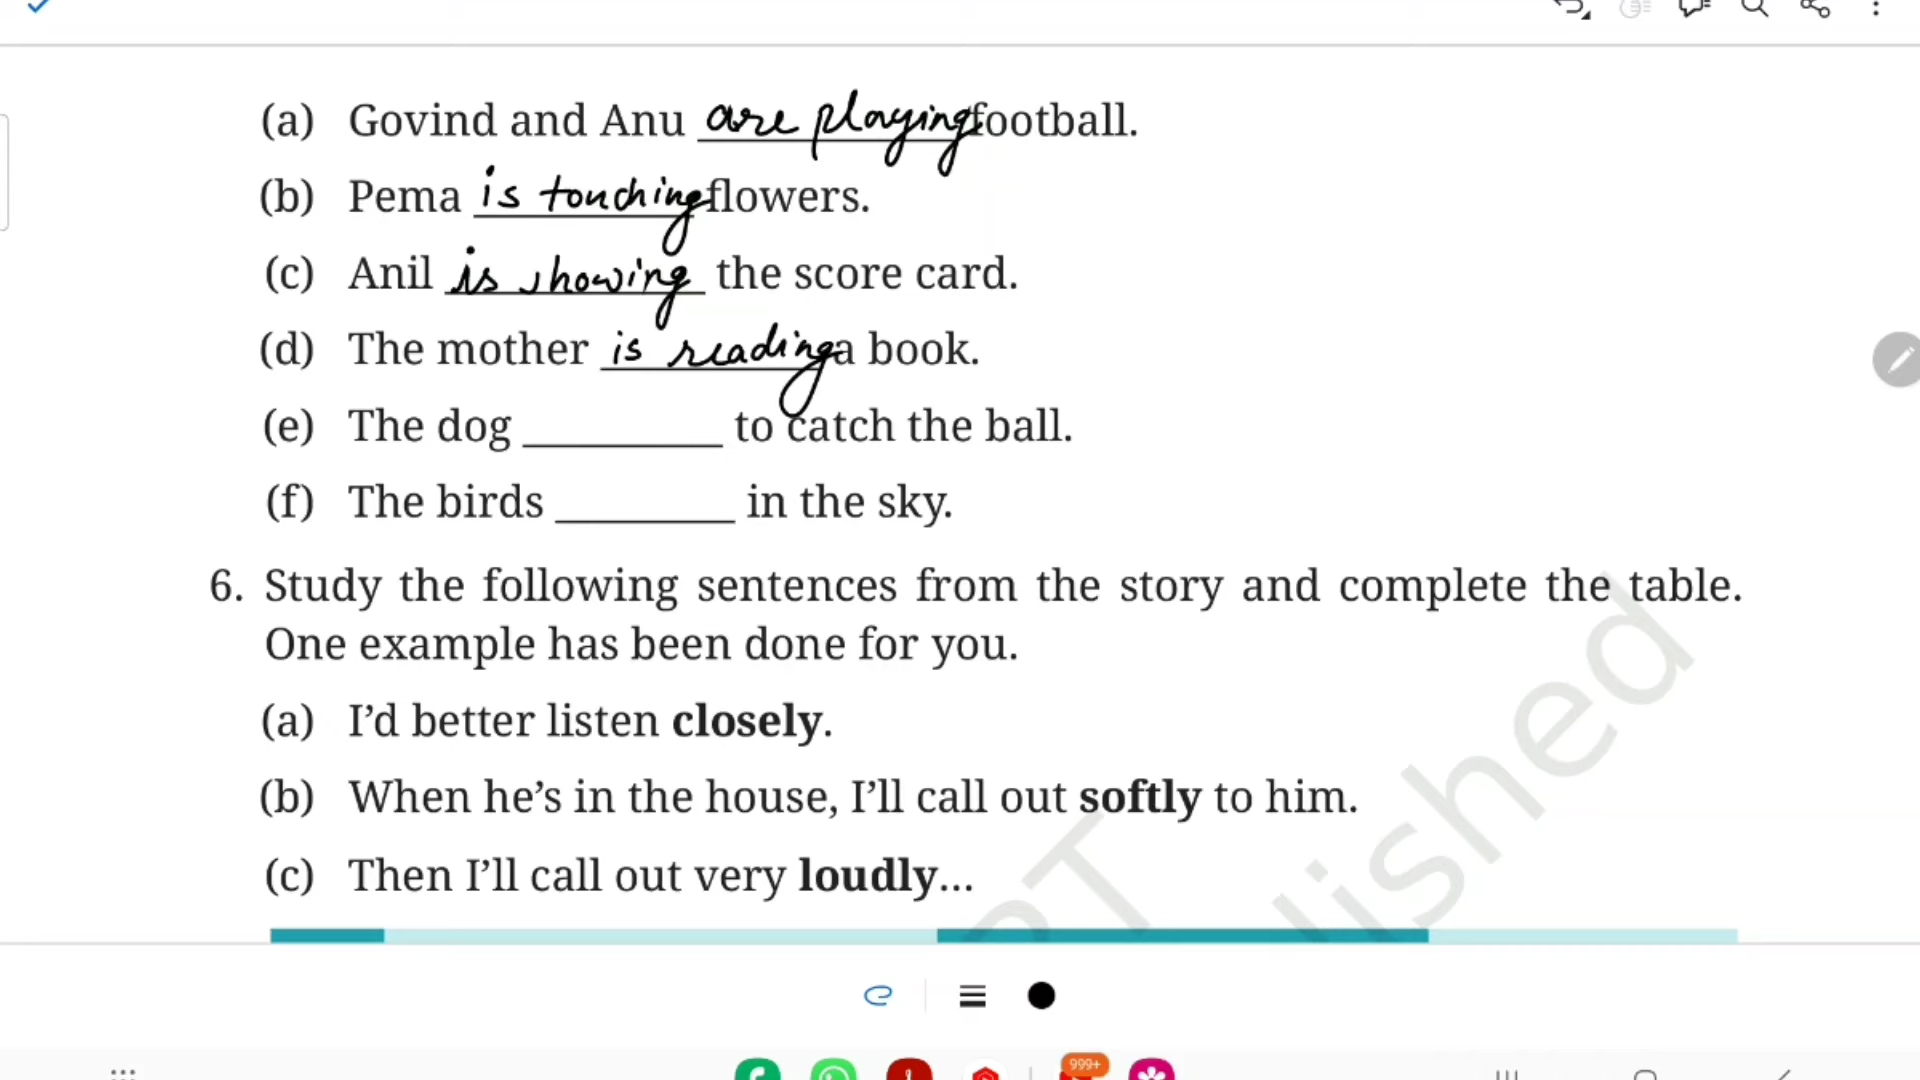 (a) Govind and Anu are playing football.
(b) Pema is touching flowers.
(c) Anil is showing the score card.
(d) The mother is reading a book.
(e) The dog __________ to catch the ball.
(f) The birds _________ in the sky.
6. Study the following sentences from the story and complete the table.
One example has been done for you.
(a) I’d better listen closely.
(b) When he’s in the house, I’ll call out softly to him.
(c) Then I’ll call out very loudly...
999+